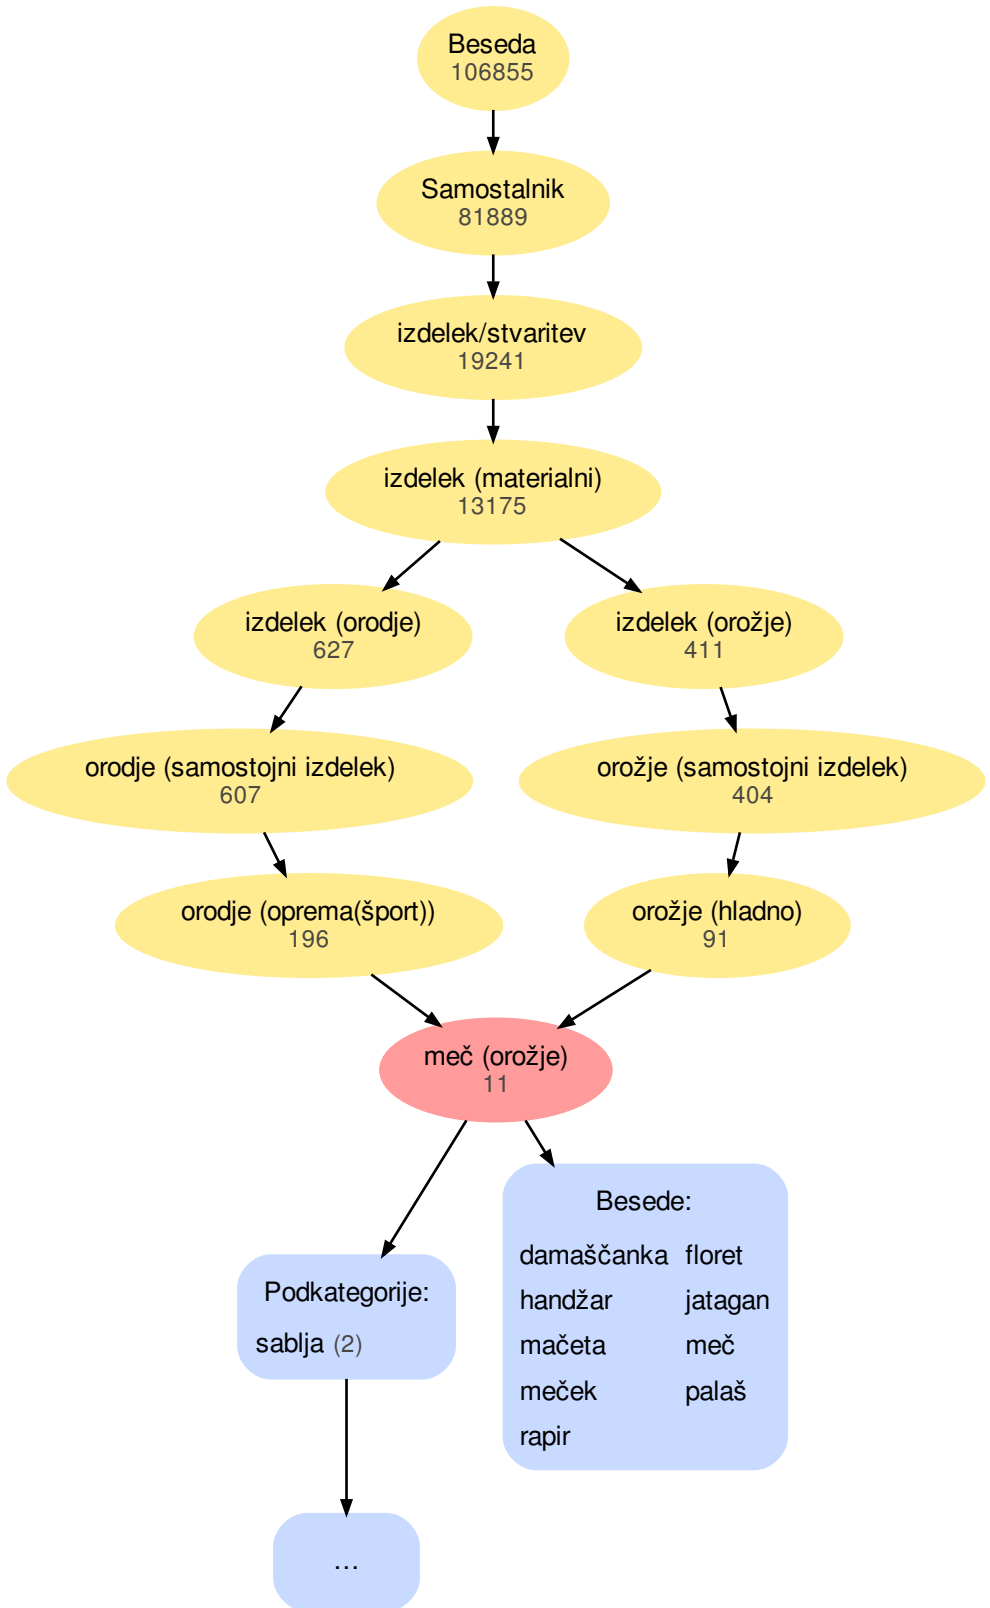 Beseda
106855
Samostalnik
81889
izdelek/stvaritev
19241
izdelek (materialni)
13175
izdelek (orodje)
627
izdelek (orožje)
411
orodje (samostojni izdelek)
607
orožje (samostojni izdelek)
404
orodje (oprema(šport))
196
orožje (hladno)
91
meč (orožje)
11
Besede:
damaščanka floret
handžar jatagan
mačeta meč
meček palaš
rapir
Podkategorije:
sablja (2)
...